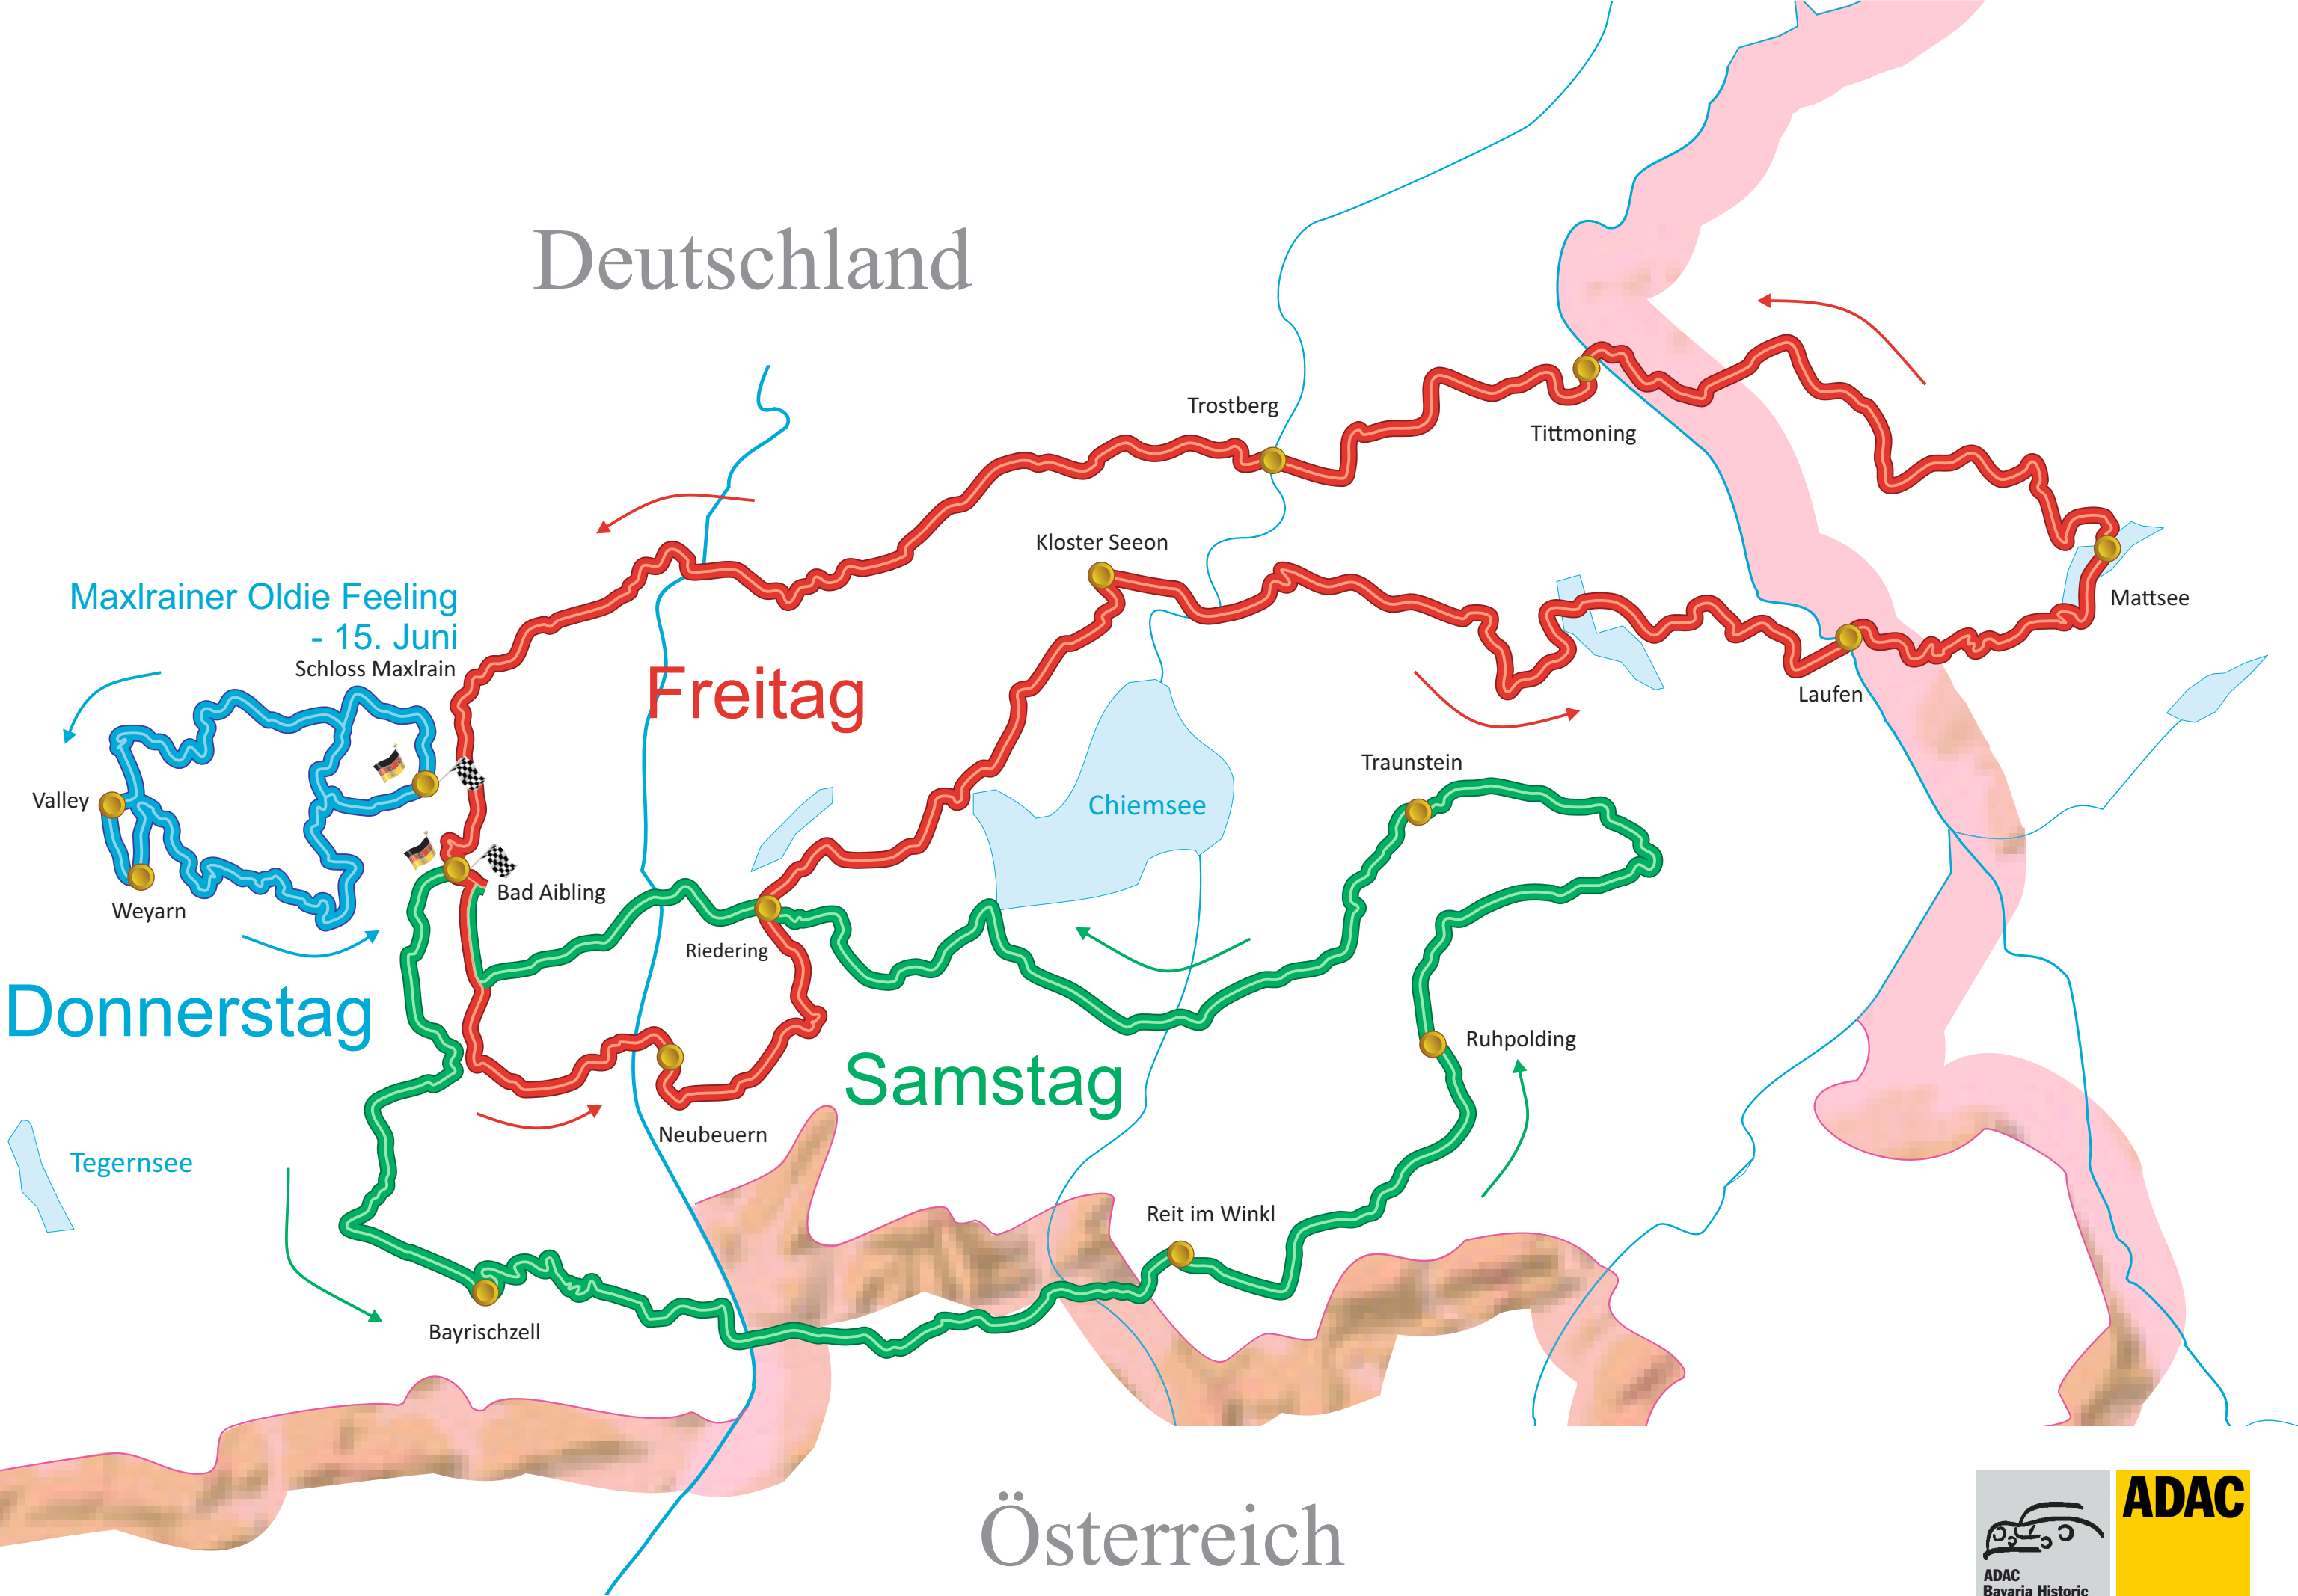 Deutschland
Trostberg
Tittmoning
Kloster Seeon
Mattsee
Maxlrainer Oldie Feeling
- 15. Juni
Schloss Maxlrain
Freitag
Laufen
Traunstein
Valley
Chiemsee
Bad Aibling
Weyarn
Riedering
Donnerstag
Ruhpolding
Samstag
Neubeuern
Tegernsee
Reit im Winkl
Bayrischzell
Österreich
ADAC
ADAC
Bavaria Historic